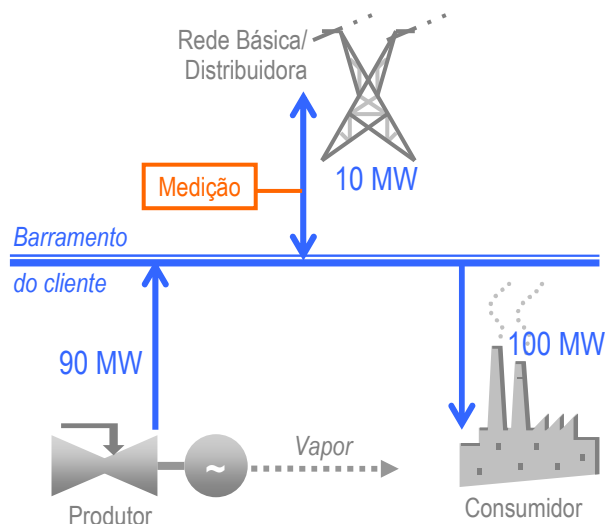 Rede Básica/
Distribuidora
10 MW
Medição
Barramento
do cliente
90 MW
100 MW
~
Vapor
Produtor
Consumidor